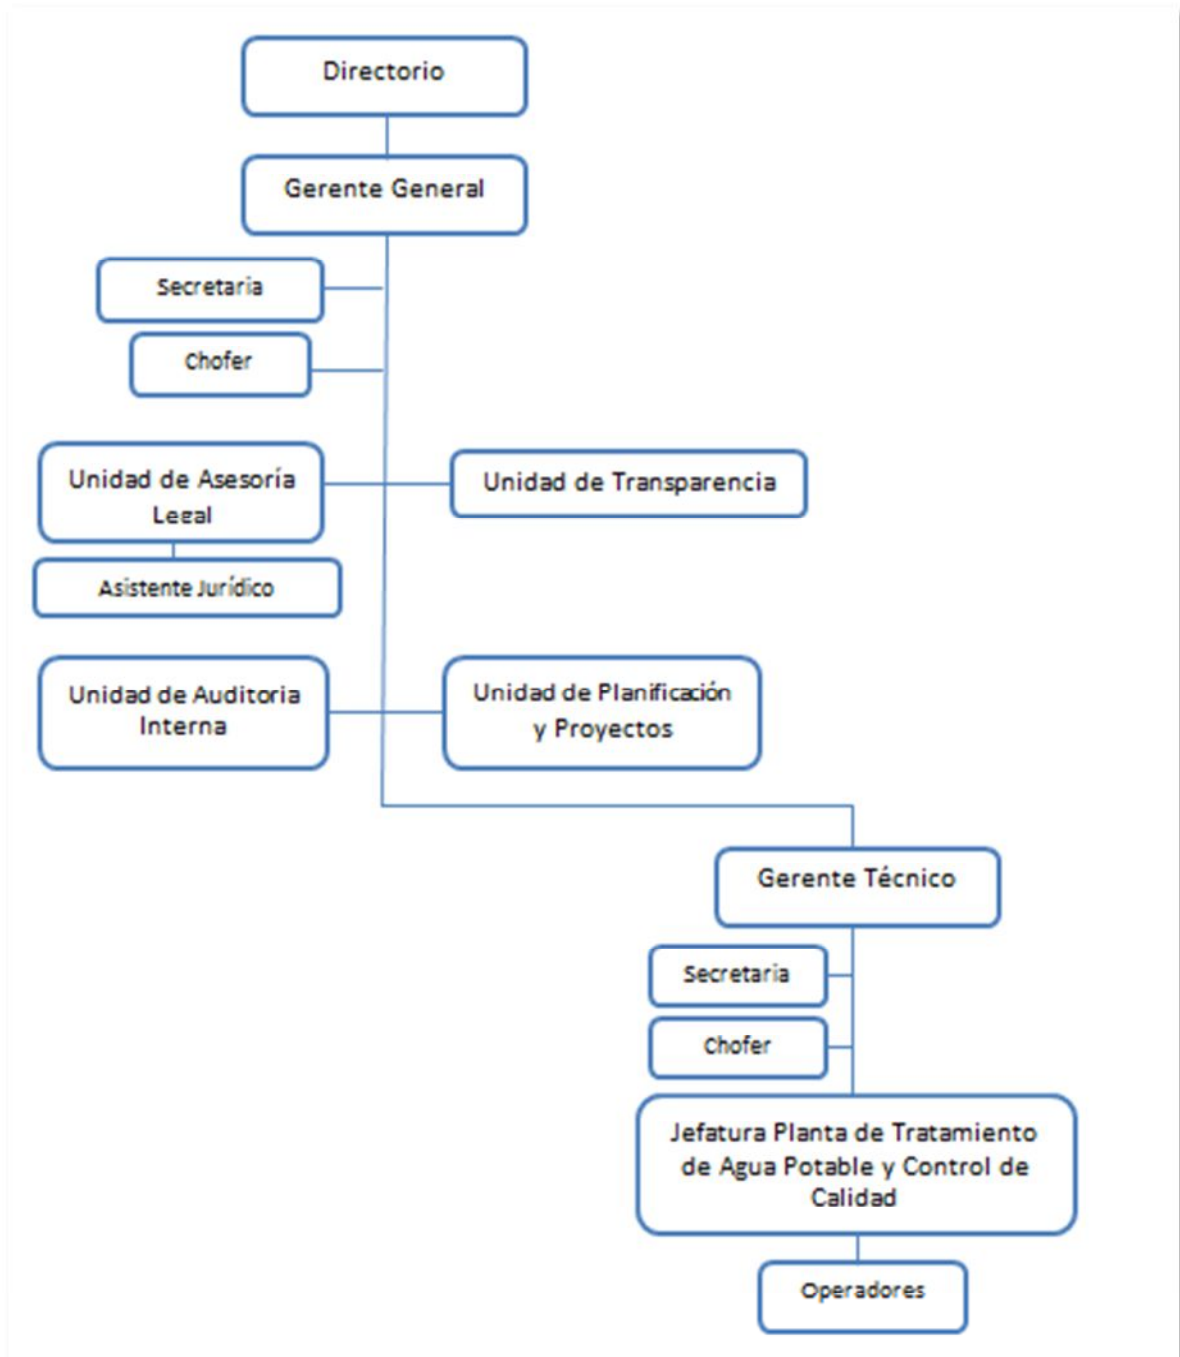 Directorio
Gerente General
Secretaria
Chofer
Unidad de Asesoría
Legal
Unidad de Transparencia
Asistente Jurídico
Unidad de Auditoria
Interna
Unidad de Planificación
y Proyectos
Gerente Técnico
Secretaria
Chofer
Jefatura Planta de Tratamiento
de Agua Potable y Control de
Calidad
Operadores